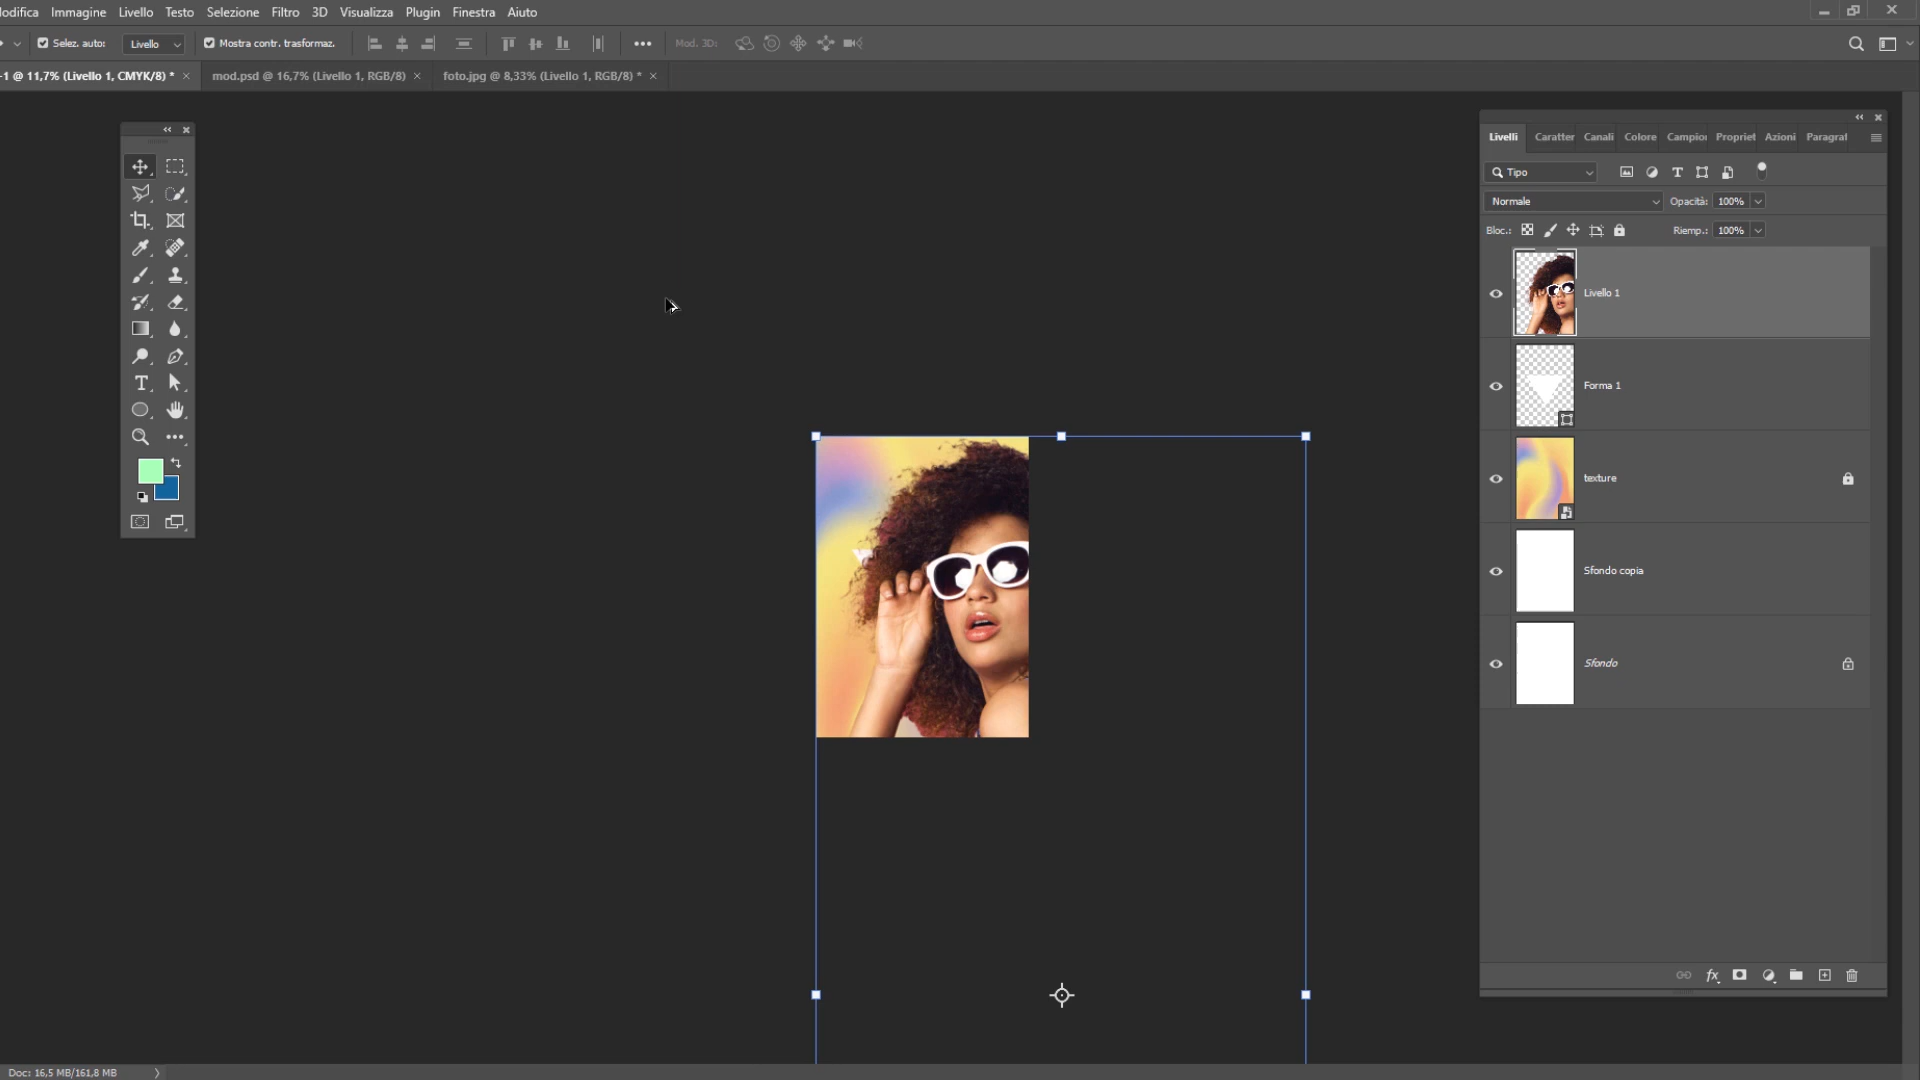 Immagine Livello Testo Selezione Filtro 3D Visualizza Plugin Finestra Aiuto
Selez. auto: Livello Mostra contr. trasformaz. Mod. 3D:
-1 @ 11,7% (Livello 1, CMYK/8) * mod.psd @ 16,7% (Livello 1, RGB/8) foto.jpg @ 8,33% (Livello 1, RGB/8) *
Livelli Caratter Canali Colore Campio Propriet Azioni Paragraf
Tipo
Normale Opacità: 100%
Bloc.: Riemp.: 100%
Livello 1
Forma 1
texture
Sfondo copia
Sfondo
Doc: 16,5 MB/161,8 MB